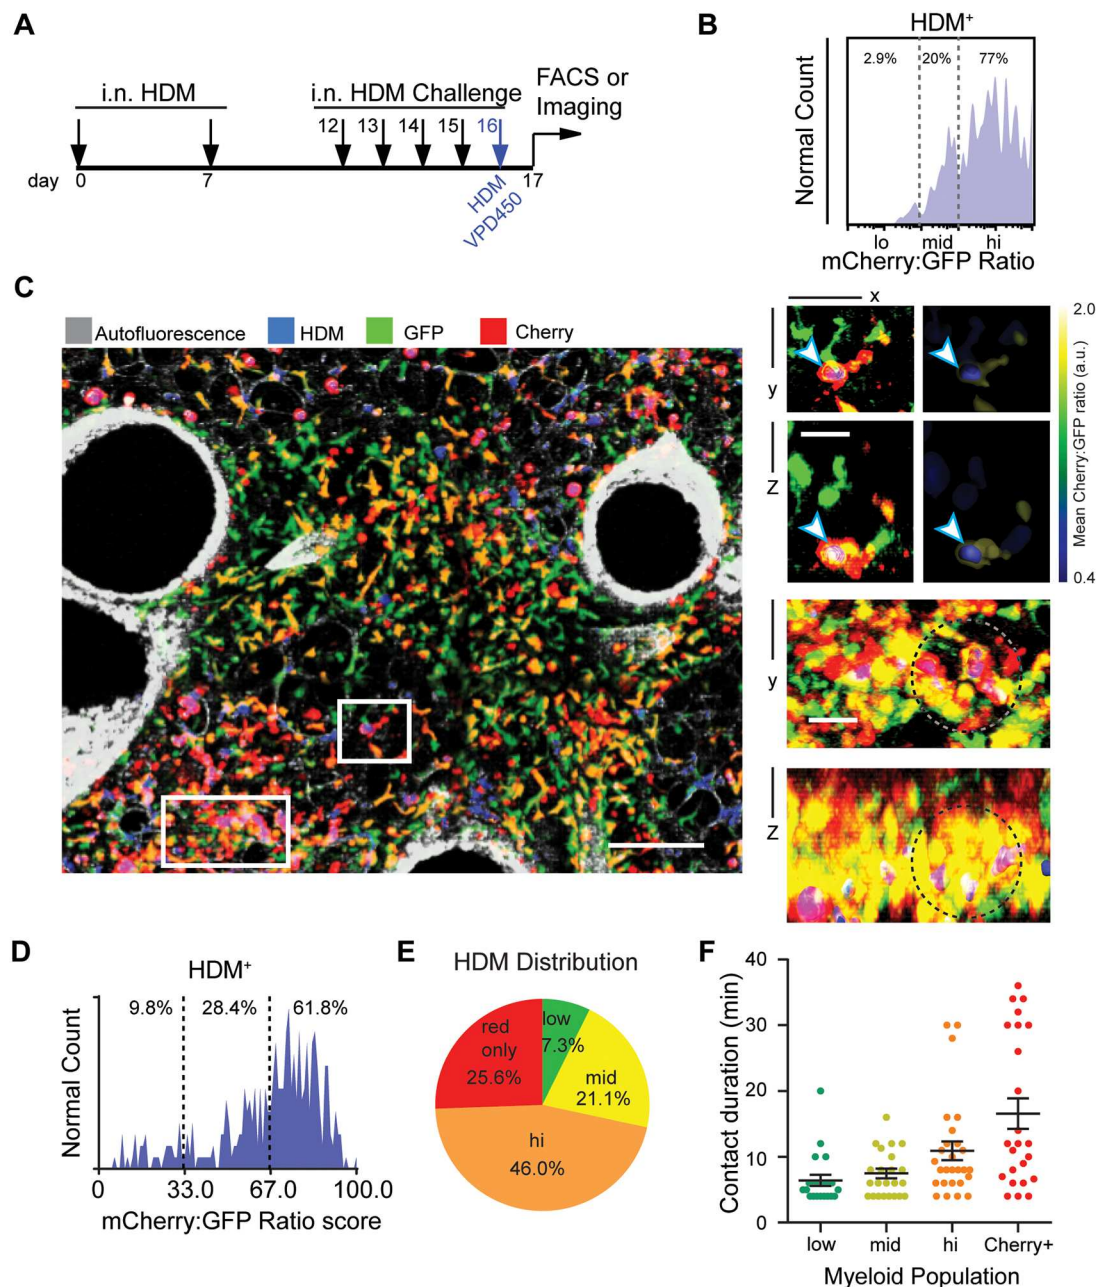 A
i.n. HDM
i.n. HDM Challenge
FACS or
Imaging
12 13 14 15 16
day 0 7 17
HDM
VPD450
B
HDM⁺
2.9% 20% 77%
Normal Count
lo mid hi
mCherry:GFP Ratio
C
Autofluorescence HDM GFP Cherry
x
y
z
y
z
2.0
Mean Cherry:GFP ratio (a.u.)
0.4
D
HDM⁺
9.8% 28.4% 61.8%
Normal Count
0 33.0 67.0 100.0
mCherry:GFP Ratio score
E
HDM Distribution
low
7.3%
mid
21.1%
hi
46.0%
red
only
25.6%
F
Contact duration (min)
40
30
20
10
0
low mid hi Cherry+
Myeloid Population